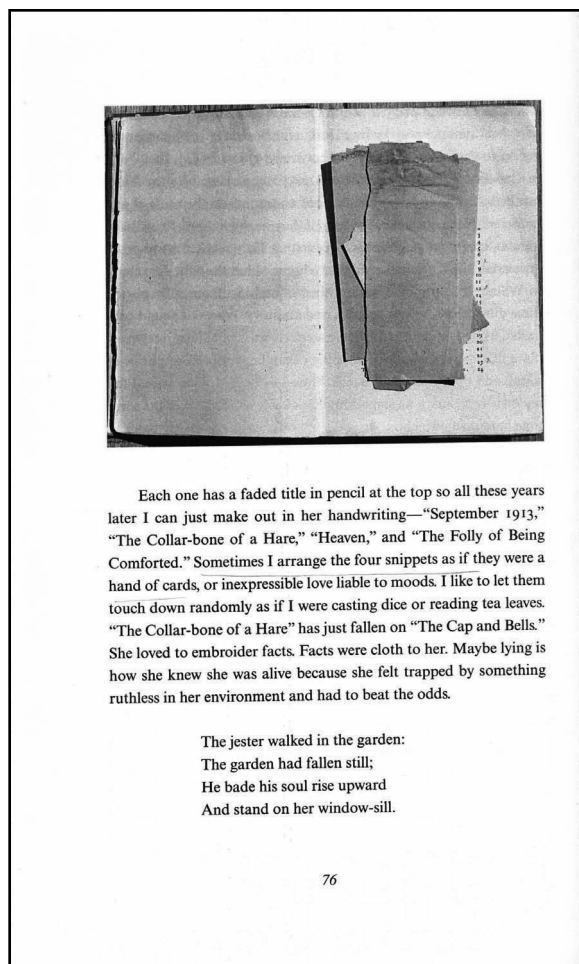 Each one has a faded title in pencil at the top so all these years
later I can just make out in her handwriting—“September 1913,”
“The Collar-bone of a Hare,” “Heaven,” and “The Folly of Being
Comforted.” Sometimes I arrange the four snippets as if they were a
hand of cards, or inexpressible love liable to moods. I like to let them
touch down randomly as if I were casting dice or reading tea leaves.
“The Collar-bone of a Hare” has just fallen on “The Cap and Bells.”
She loved to embroider facts. Facts were cloth to her. Maybe lying is
how she knew she was alive because she felt trapped by something
ruthless in her environment and had to beat the odds.
The jester walked in the garden:
The garden had fallen still;
He bade his soul rise upward
And stand on her window-sill.
76